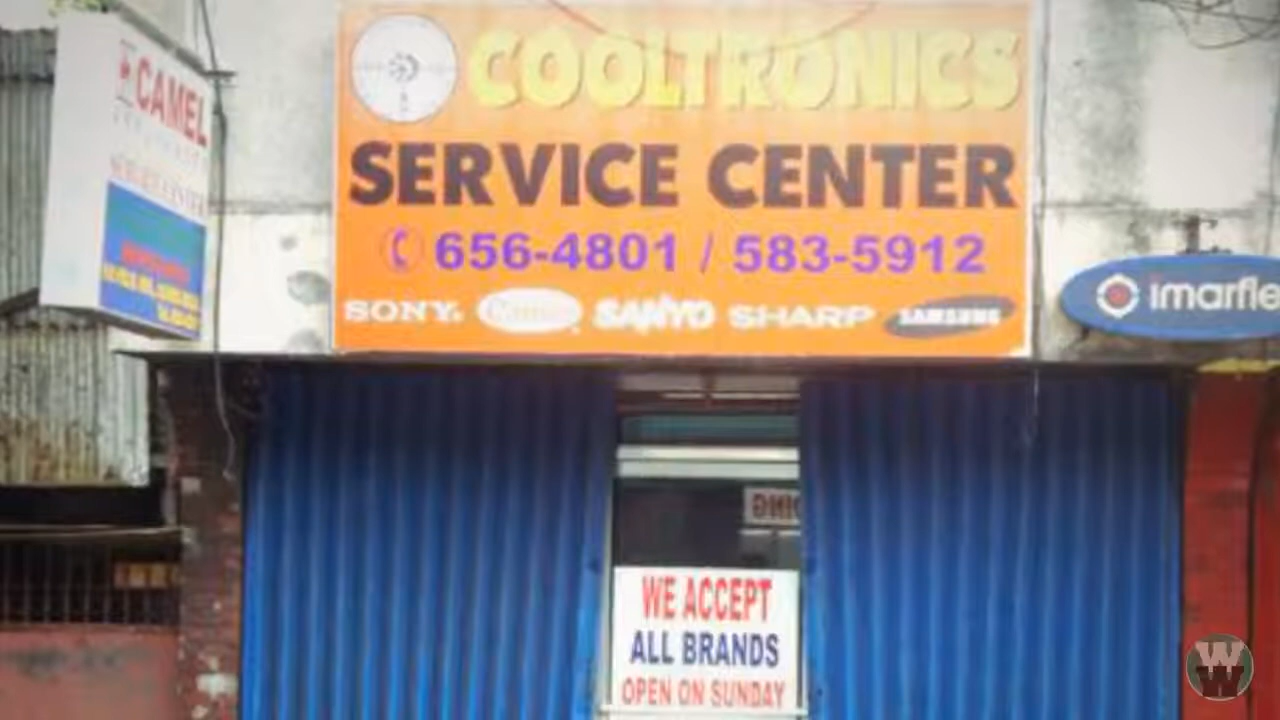 CAMEL
COOLTRONICS
SERVICE CENTER
656-4801 / 583-5912
SONY. SANYO SHARP SAMSUNG
imarfle
WE ACCEPT
ALL BRANDS
OPEN ON SUNDAY
W
W